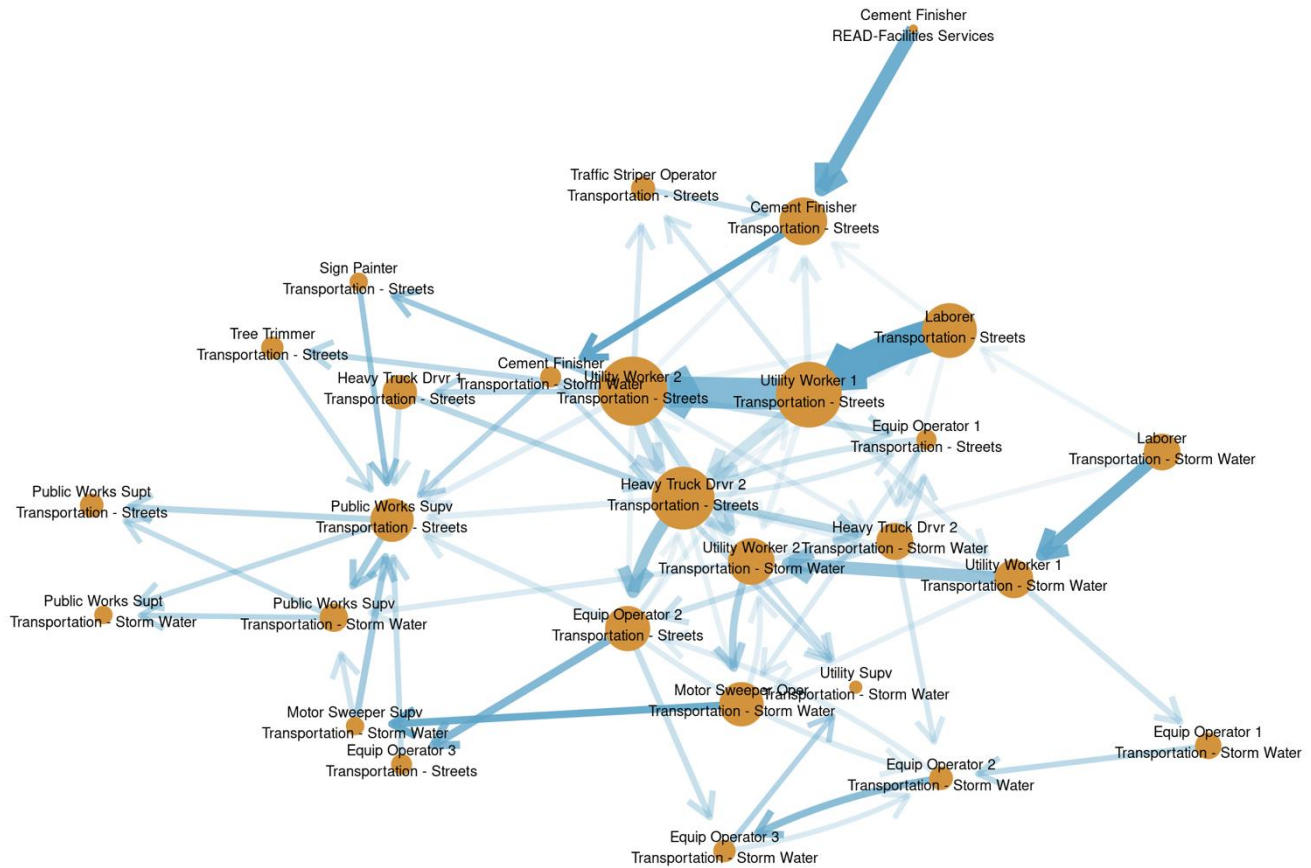 Cement Finisher
READ-Facilities Services
Traffic Striper Operator
Transportation - Streets
Cement Finisher
Transportation - Streets
Sign Painter
Transportation - Streets
Laborer
Transportation - Streets
Tree Trimmer
Transportation - Streets
Cement Finisher
Transportation - Storm Water
Heavy Truck Drvr 1
Transportation - Streets
Utility Worker 2
Transportation - Streets
Utility Worker 1
Transportation - Streets
Equip Operator 1
Transportation - Streets
Laborer
Transportation - Storm Water
Heavy Truck Drvr 2
Transportation - Streets
Public Works Supt
Transportation - Streets
Public Works Supv
Transportation - Streets
Heavy Truck Drvr 2
Transportation - Storm Water
Utility Worker 2
Transportation - Storm Water
Utility Worker 1
Transportation - Storm Water
Public Works Supt
Transportation - Storm Water
Public Works Supv
Transportation - Storm Water
Equip Operator 2
Transportation - Streets
Utility Supv
Transportation - Storm Water
Motor Sweeper Oper
Transportation - Storm Water
Motor Sweeper Supv
Transportation - Storm Water
Equip Operator 1
Transportation - Storm Water
Equip Operator 3
Transportation - Streets
Equip Operator 2
Transportation - Storm Water
Equip Operator 3
Transportation - Storm Water